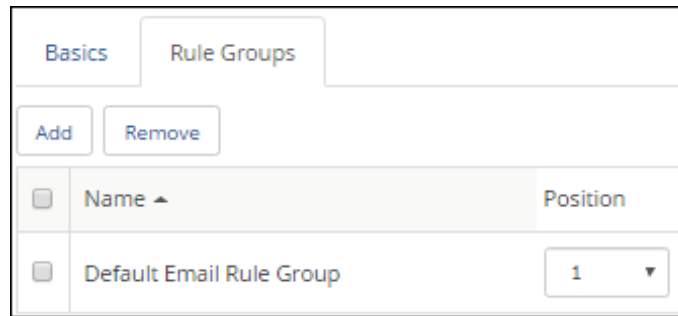 Basics Rule Groups
Add Remove
Name Position
Default Email Rule Group 1